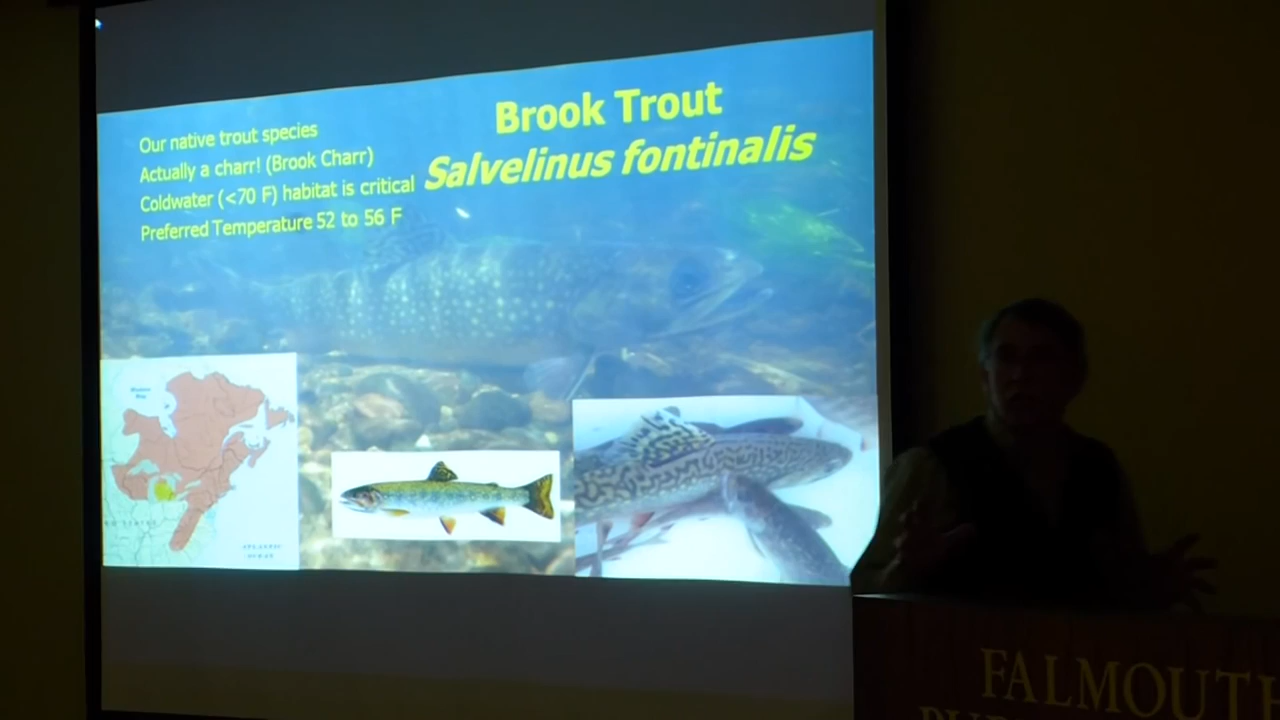 Brook Trout
Salvelinus fontinalis
Our native trout species
Actually a charr! (Brook Charr)
Coldwater (<70 F) habitat is critical
Preferred Temperature 52 to 56 F
FALMOUTH